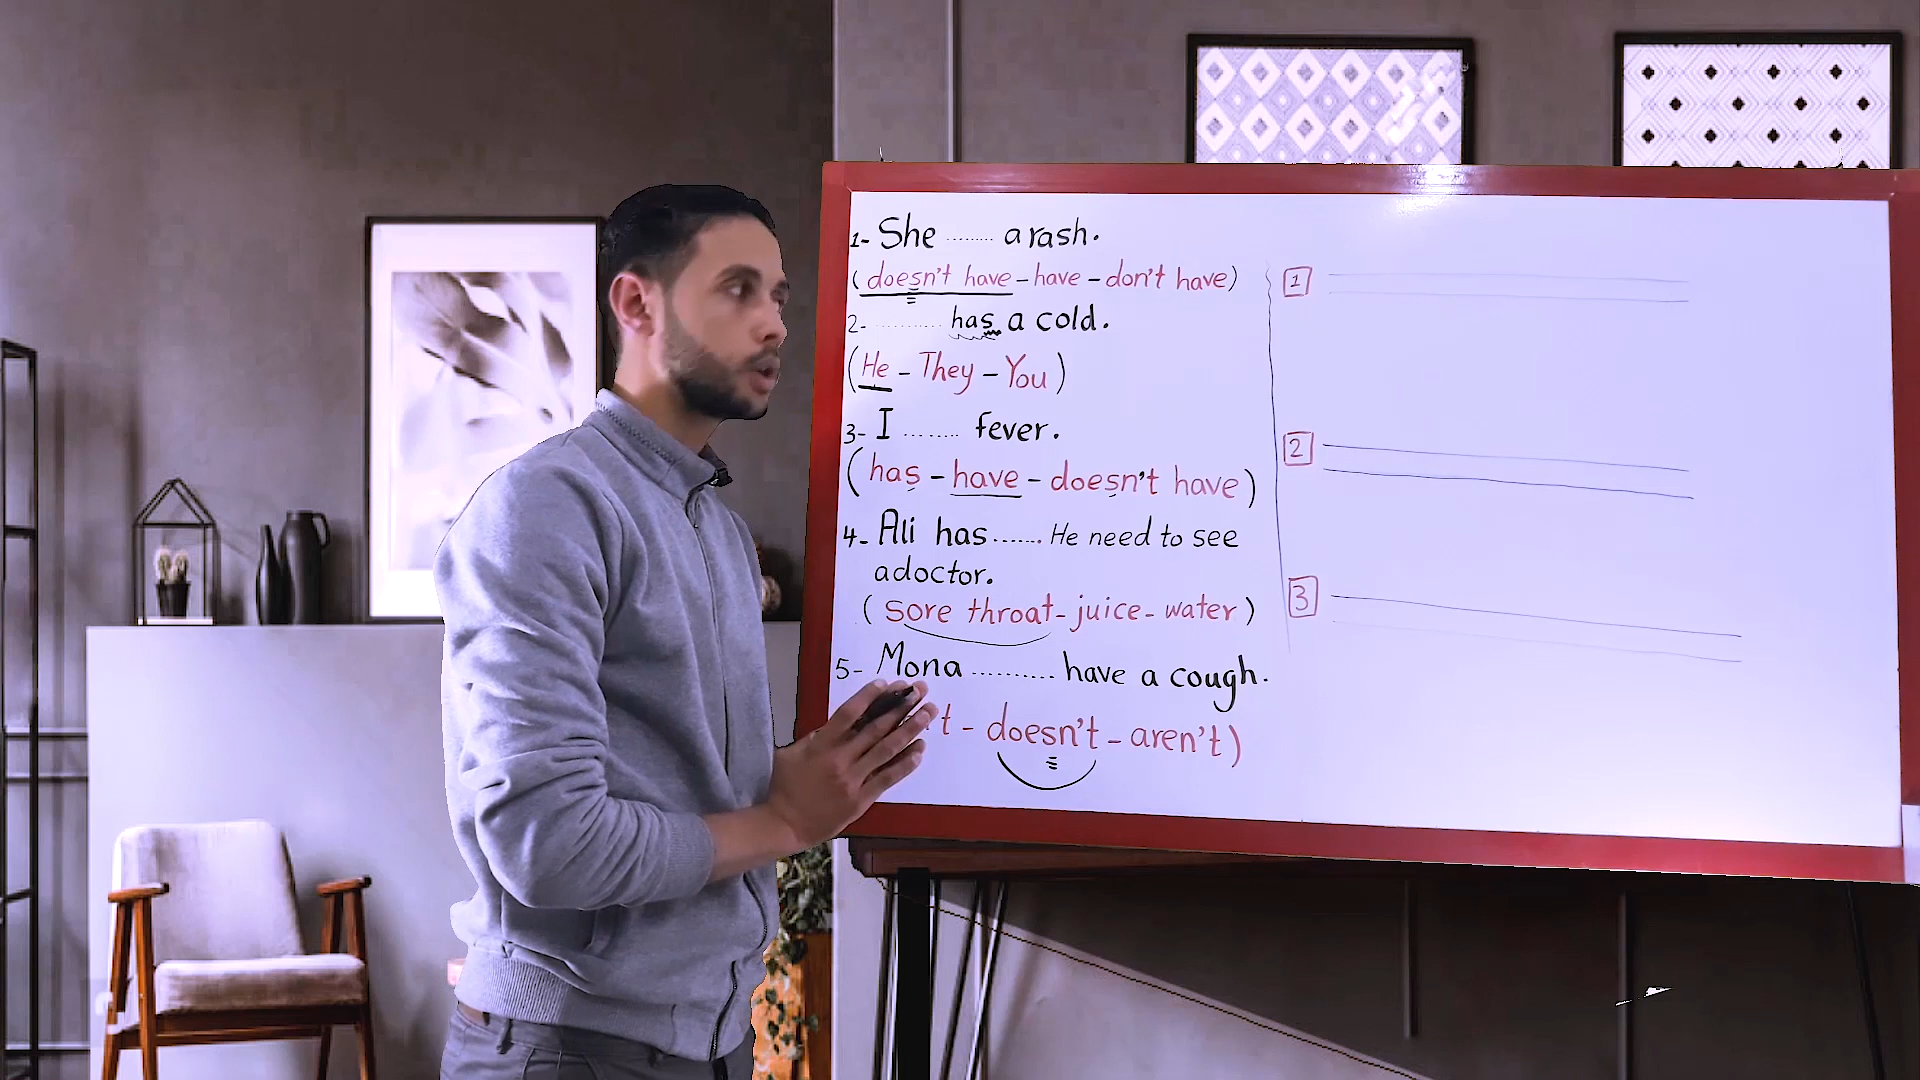 1- She ........ a rash.
(doesn't have - have - don't have)
2- .......... has a cold.
(He - They - You)
3- I ........ fever.
(has - have - doesn't have)
4- Ali has ....... He need to see
a doctor.
(sore throat - juice - water)
5- Mona .......... have a cough.
't - doesn't - aren't)
1
2
3